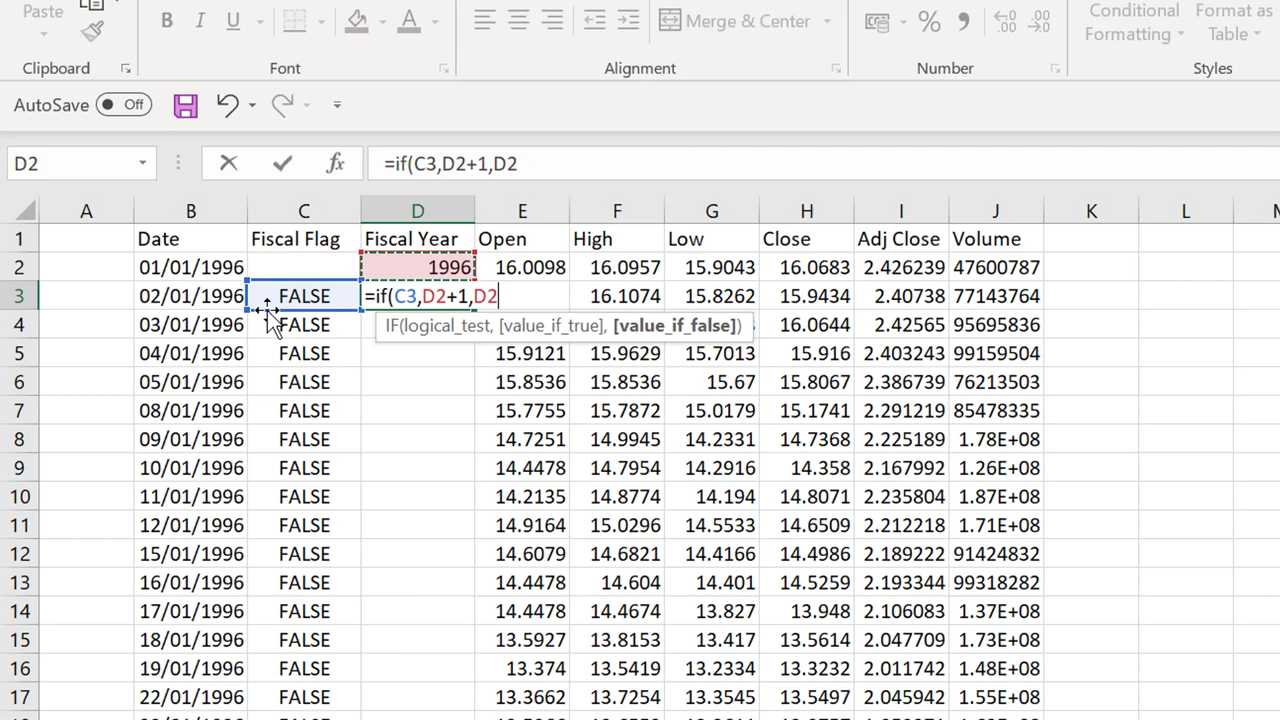 Paste
B I U A
Merge & Center
%
Conditional
Formatting
Format as
Table
Clipboard
Font
Alignment
Number
Styles
AutoSave Off
D2
fx
=if(C3,D2+1,D2
A B C D E F G H I J K L M
1 Date Fiscal Flag Fiscal Year Open High Low Close Adj Close Volume
2 01/01/1996 1996 16.0098 16.0957 15.9043 16.0683 2.426239 47600787
3 02/01/1996 FALSE =if(C3,D2+1,D2 16.1074 15.8262 15.9434 2.40738 77143764
IF(logical_test, [value_if_true], [value_if_false])
4 03/01/1996 FALSE 16.0644 2.42565 95695836
5 04/01/1996 FALSE 15.9121 15.9629 15.7013 15.916 2.403243 99159504
6 05/01/1996 FALSE 15.8536 15.8536 15.67 15.8067 2.386739 76213503
7 08/01/1996 FALSE 15.7755 15.7872 15.0179 15.1741 2.291219 85478335
8 09/01/1996 FALSE 14.7251 14.9945 14.2331 14.7368 2.225189 1.78E+08
9 10/01/1996 FALSE 14.4478 14.7954 14.2916 14.358 2.167992 1.26E+08
10 11/01/1996 FALSE 14.2135 14.8774 14.194 14.8071 2.235804 1.87E+08
11 12/01/1996 FALSE 14.9164 15.0296 14.5533 14.6509 2.212218 1.71E+08
12 15/01/1996 FALSE 14.6079 14.6821 14.4166 14.4986 2.189222 91424832
13 16/01/1996 FALSE 14.4478 14.604 14.401 14.5259 2.193344 99318282
14 17/01/1996 FALSE 14.4478 14.4674 13.827 13.948 2.106083 1.37E+08
15 18/01/1996 FALSE 13.5927 13.8153 13.417 13.5614 2.047709 1.73E+08
16 19/01/1996 FALSE 13.374 13.5419 13.2334 13.3232 2.011742 1.48E+08
17 22/01/1996 FALSE 13.3662 13.7254 13.3545 13.5497 2.045942 1.55E+08